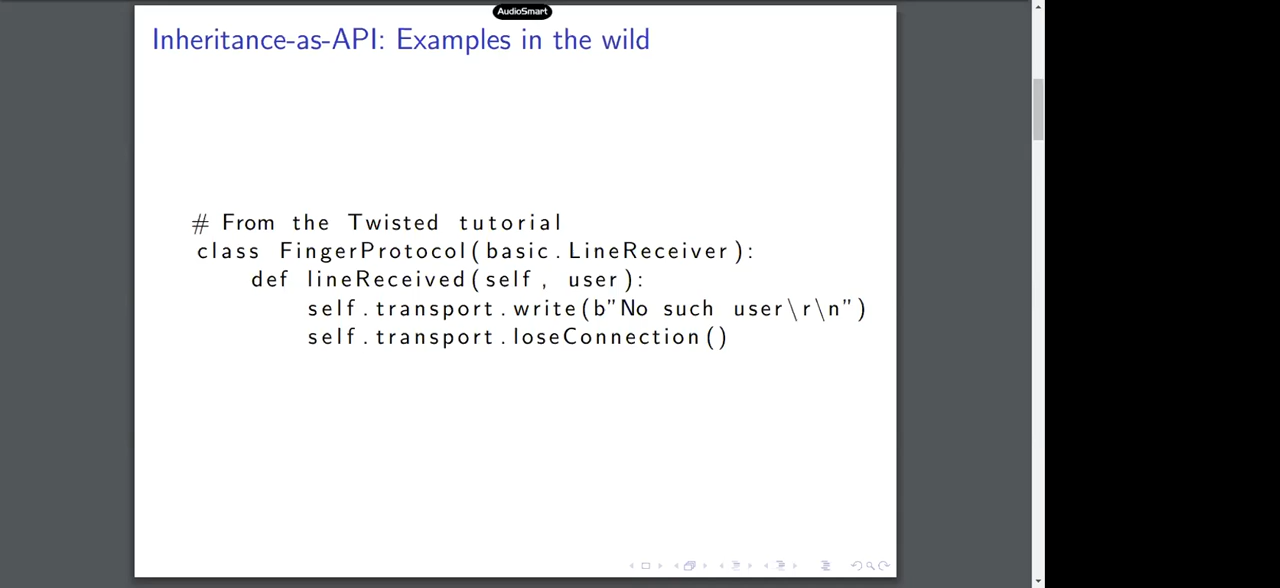 AudioSmart
Inheritance-as-API: Examples in the wild
# From the Twisted tutorial
class FingerProtocol(basic.LineReceiver):
def lineReceived(self, user):
self.transport.write(b"No such user\r\n")
self.transport.loseConnection()